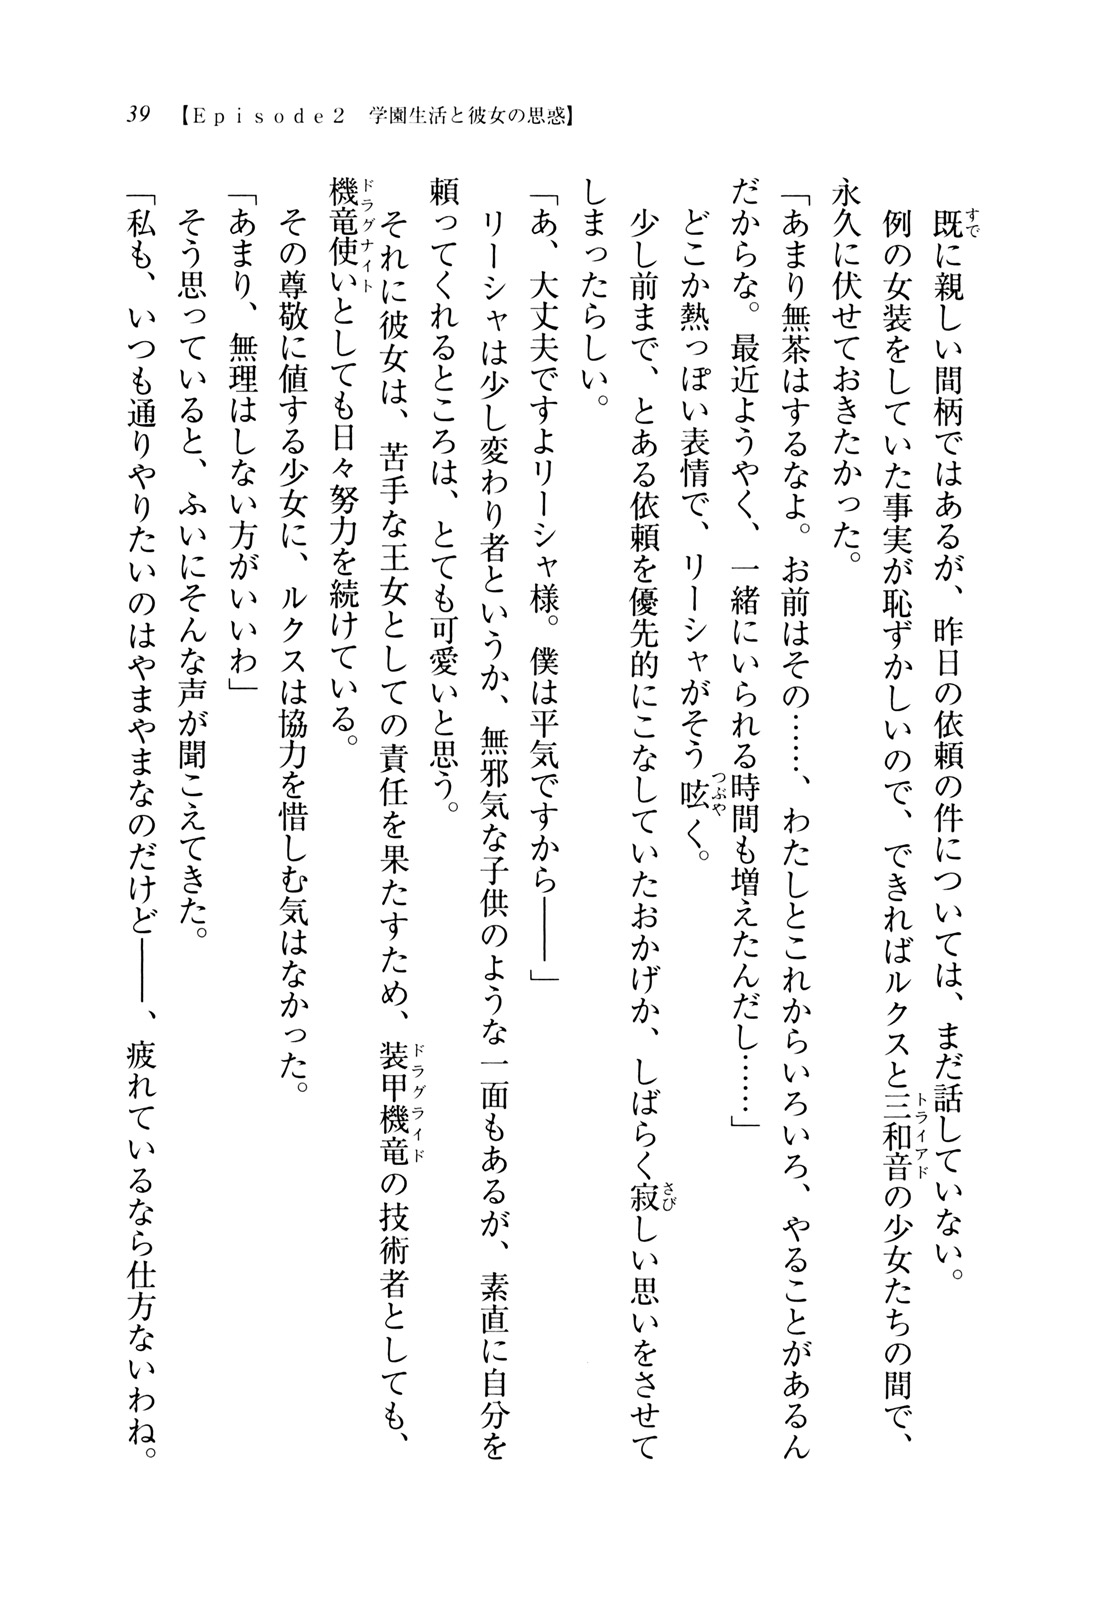 39 【Ｅｐｉｓｏｄｅ２　学園生活と彼女の思惑】
　既に親しい間柄ではあるが、昨日の依頼の件については、まだ話していない。
　例の女装をしていた事実が恥ずかしいので、できればルクスと三和音の少女たちの間で、
永久に伏せておきたかった。
「あまり無茶はするなよ。お前はその……、わたしとこれからいろいろ、やることがあるん
だからな。最近ようやく、一緒にいられる時間も増えたんだし……」
　どこか熱っぽい表情で、リーシャがそう呟く。
　少し前まで、とある依頼を優先的にこなしていたおかげか、しばらく寂しい思いをさせて
しまったらしい。
「あ、大丈夫ですよリーシャ様。僕は平気ですから――」
　リーシャは少し変わり者というか、無邪気な子供のような一面もあるが、素直に自分を
頼ってくれるところは、とても可愛いと思う。
　それに彼女は、苦手な王女としての責任を果たすため、装甲機竜の技術者としても、
機竜使いとしても日々努力を続けている。
　その尊敬に値する少女に、ルクスは協力を惜しむ気はなかった。
「あまり、無理はしない方がいいわ」
　そう思っていると、ふいにそんな声が聞こえてきた。
「私も、いつも通りやりたいのはやまやまなのだけど――、疲れているなら仕方ないわね。